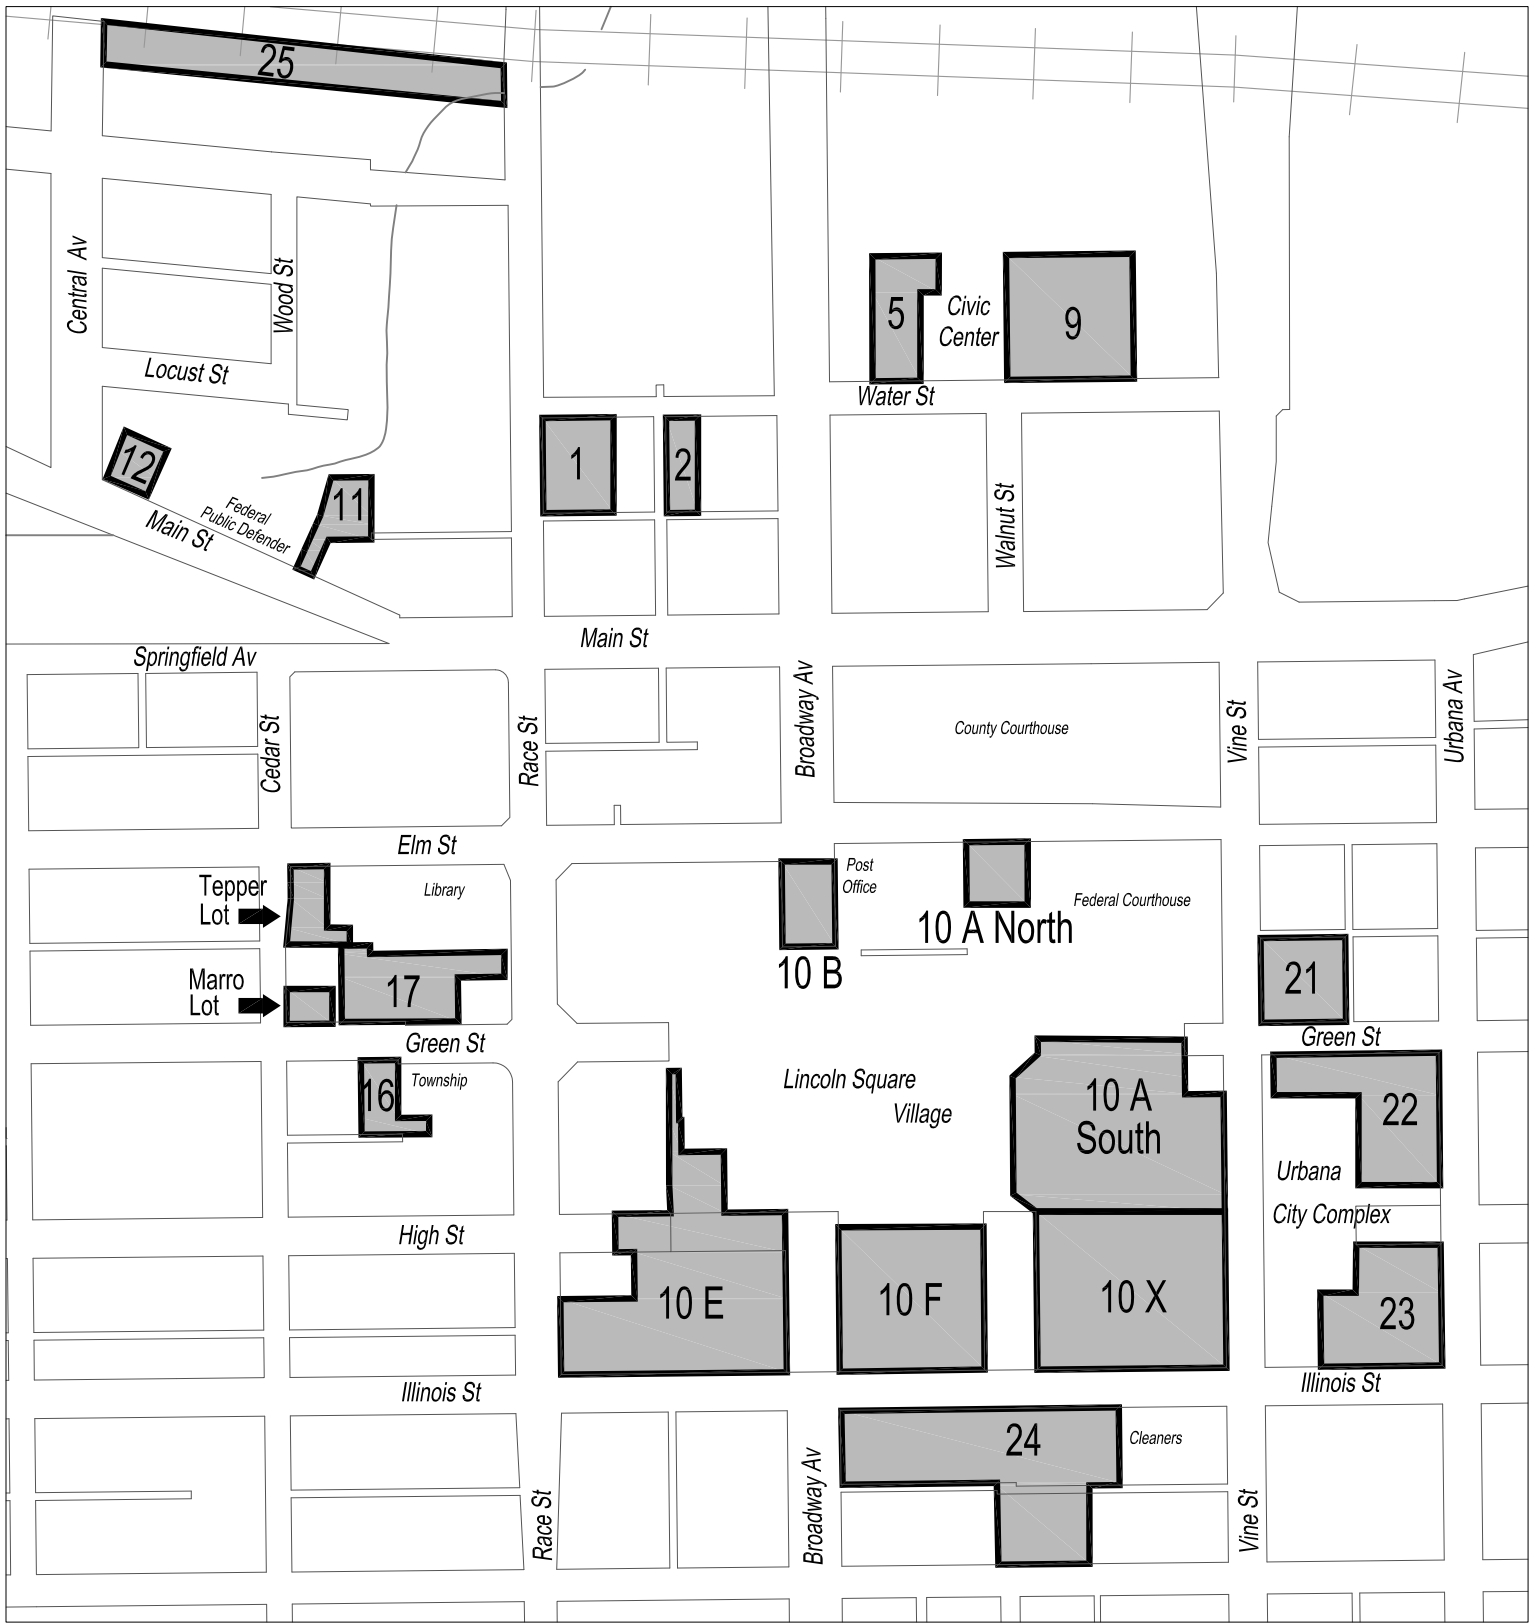 25
Central Av
Wood St
5
Civic
Center
9
Locust St
Water St
12
11
1
2
Federal
Public Defender
Main St
Walnut St
Main St
Springfield Av
Cedar St
Race St
Broadway Av
County Courthouse
Vine St
Urbana Av
Elm St
Tepper
Lot
Library
Post
Office
10 A North
Federal Courthouse
10 B
Marro
Lot
17
21
Green St
Green St
16
Township
Lincoln Square
Village
10 A
South
22
Urbana
City Complex
High St
10 E
10 F
10 X
23
Illinois St
Illinois St
24
Cleaners
Race St
Broadway Av
Vine St